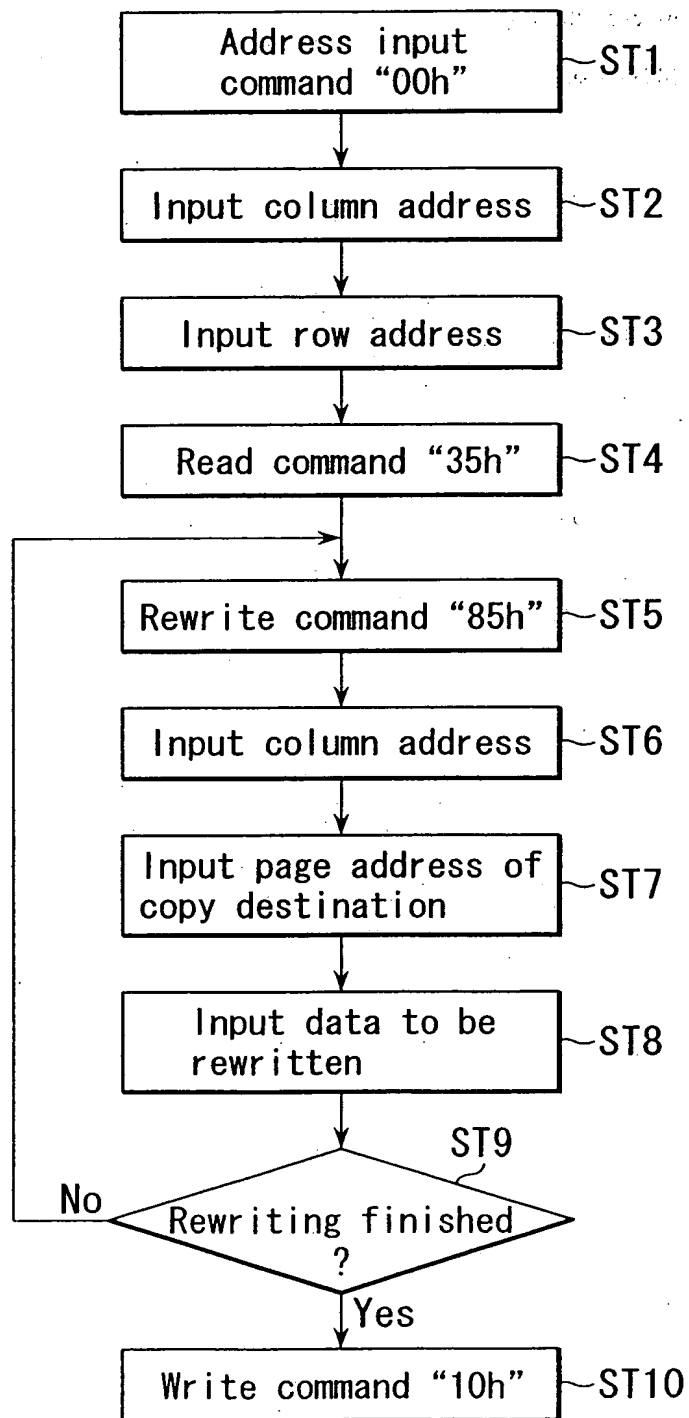 Address input
command “00h”
ST1
Input column address
ST2
Input row address
ST3
Read command “35h”
ST4
Rewrite command “85h”
ST5
Input column address
ST6
Input page address of
copy destination
ST7
Input data to be
rewritten
ST8
ST9
No
Rewriting finished
?
Yes
Write command “10h”
ST10